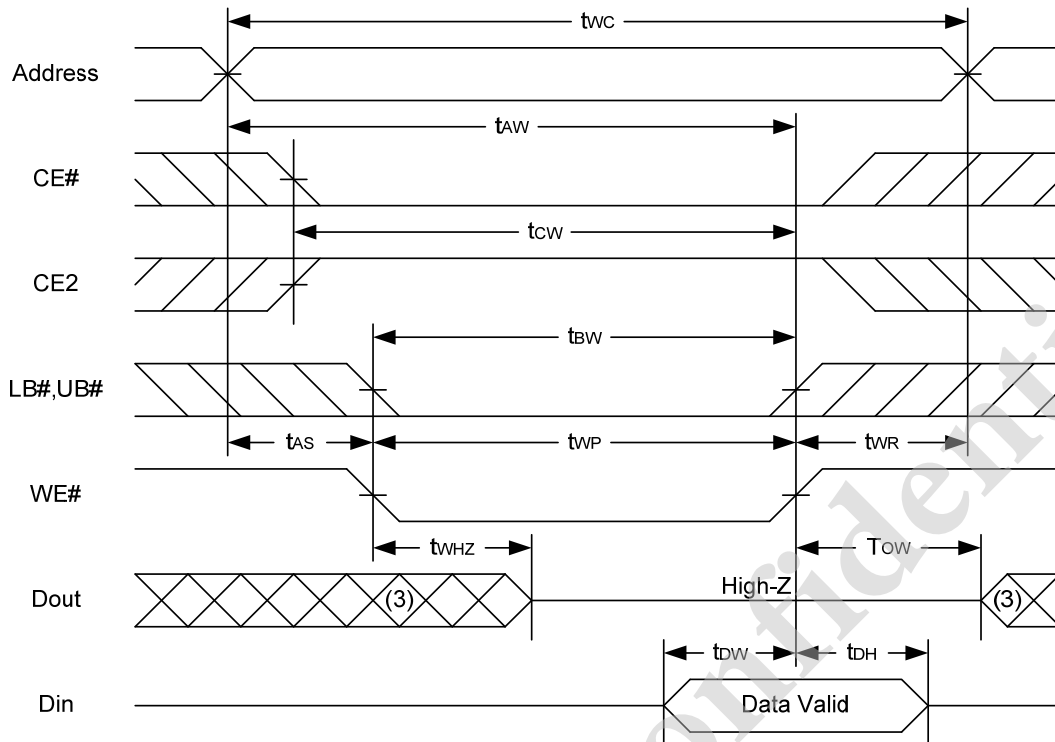 tWC
Address
tAW
CE#
tCW
CE2
tBW
LB#,UB#
tAS tWP tWR
WE#
tWHZ TOW
Dout (3) High-Z (3)
tDW tDH
Din Data Valid
Confidenti